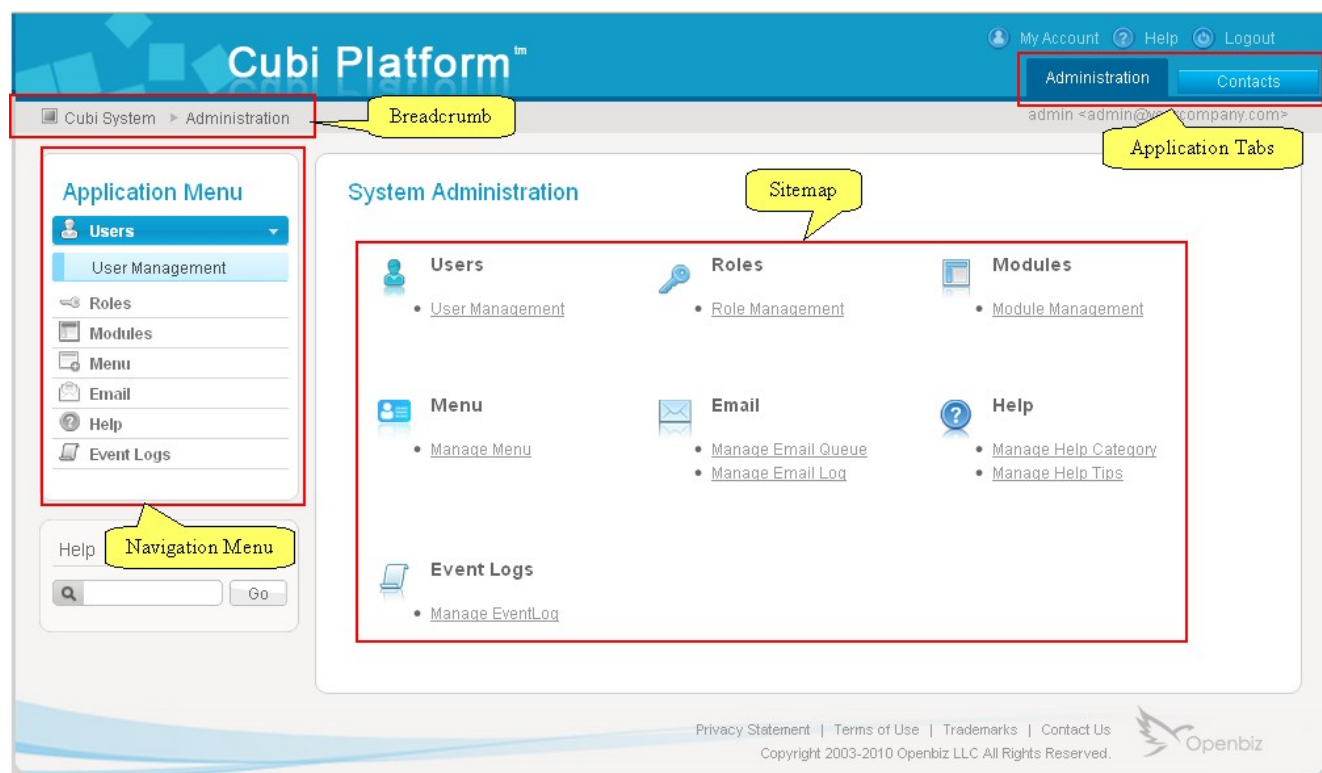 Cubi Platform™
My Account Help Logout
Administration Contacts
Cubi System Administration
Breadcrumb
admin <admin@ company.com>
Application Tabs
Application Menu
Users
User Management
Roles
Modules
Menu
Email
Help
Event Logs
Navigation Menu
Help
Go
System Administration
Sitemap
Users
• User Management
Roles
• Role Management
Modules
• Module Management
Menu
• Manage Menu
Email
• Manage Email Queue
• Manage Email Log
Help
• Manage Help Category
• Manage Help Tips
Event Logs
• Manage EventLog
Privacy Statement | Terms of Use | Trademarks | Contact Us
Copyright 2003-2010 Openbiz LLC All Rights Reserved.
Openbiz